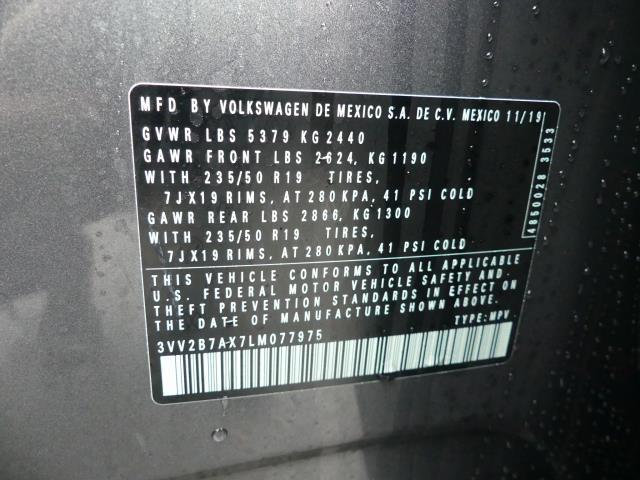 MFD BY VOLKSWAGEN DE MEXICO S.A. DE C.V. MEXICO 11/19
GVWR LBS 5379 KG 2440
GAWR FRONT LBS 2624, KG 1190
WITH 235/50 R19 TIRES,
7JX19 RIMS, AT 280 KPA, 41 PSI COLD
GAWR REAR LBS 2866, KG 1300
WITH 235/50 R19 TIRES,
7JX19 RIMS, AT 280 KPA, 41 PSI COLD
4650028 3533
THIS VEHICLE CONFORMS TO ALL APPLICABLE
U.S. FEDERAL MOTOR VEHICLE SAFETY AND.
THEFT PREVENTION STANDARDS IN EFFECT ON
THE DATE OF MANUFACTURE SHOWN ABOVE.
3VV2B7AX7LM077975 TYPE: MPV